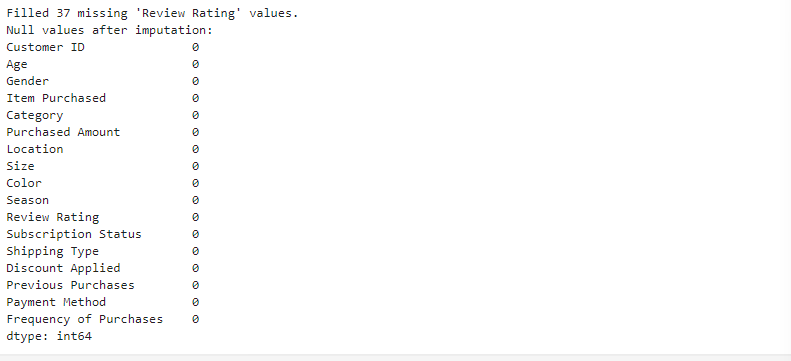 Filled 37 missing 'Review Rating' values.
Null values after imputation:
Customer ID               0
Age                       0
Gender                    0
Item Purchased            0
Category                  0
Purchased Amount          0
Location                  0
Size                      0
Color                     0
Season                    0
Review Rating             0
Subscription Status       0
Shipping Type             0
Discount Applied          0
Previous Purchases        0
Payment Method            0
Frequency of Purchases    0
dtype: int64